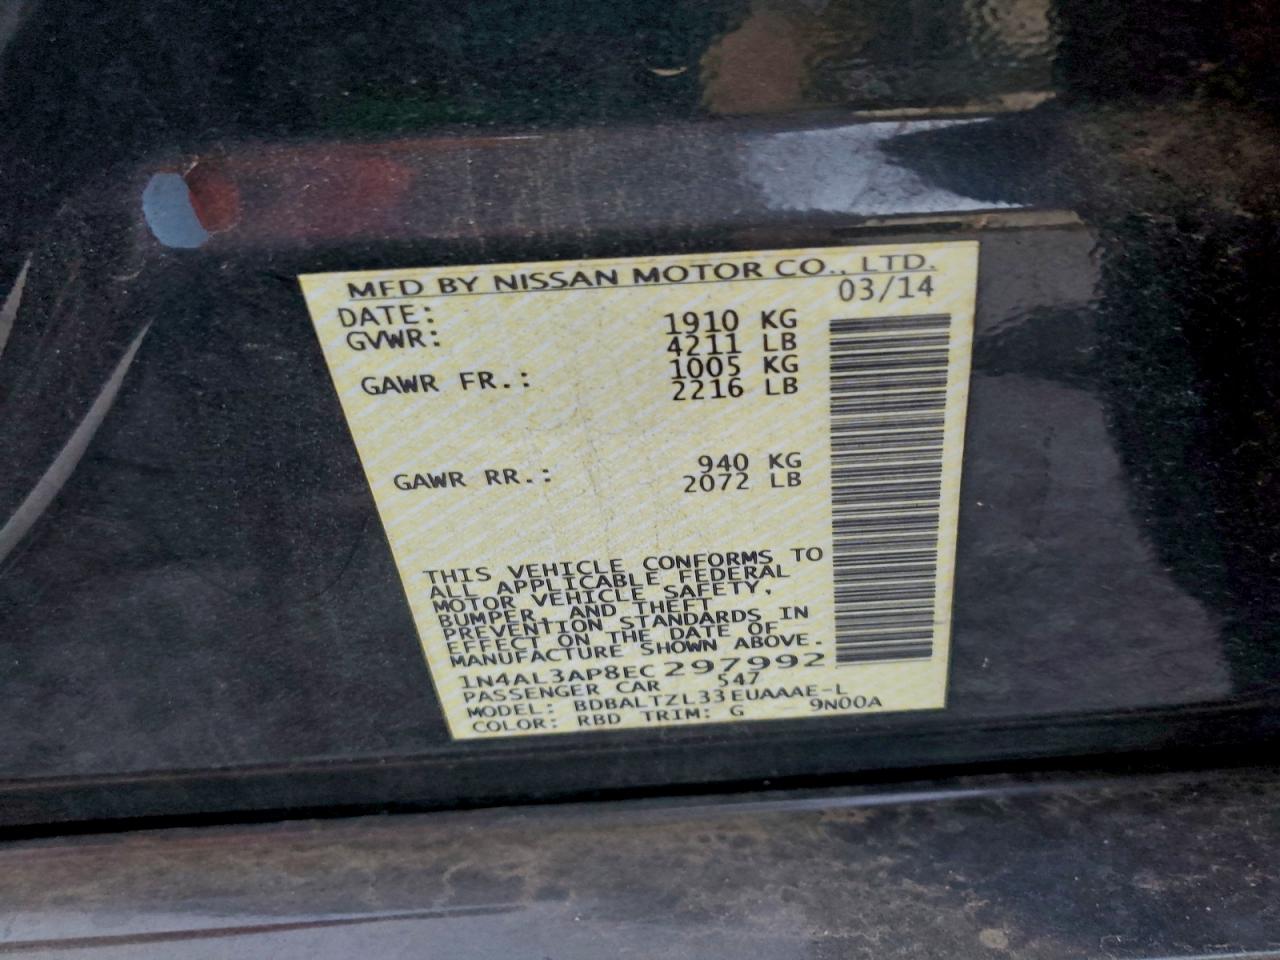 MFD BY NISSAN MOTOR CO., LTD.
DATE: 03/14
GVWR: 1910 KG
4211 LB
GAWR FR.: 1005 KG
2216 LB
GAWR RR.: 940 KG
2072 LB
THIS VEHICLE CONFORMS TO
ALL APPLICABLE FEDERAL
MOTOR VEHICLE SAFETY,
BUMPER, AND THEFT
PREVENTION STANDARDS IN
EFFECT ON THE DATE OF
MANUFACTURE SHOWN ABOVE.
1N4AL3AP8EC297992
PASSENGER CAR 547
MODEL: BDBALTZL33EUAAAE-L
COLOR: RBD TRIM: G 9N00A